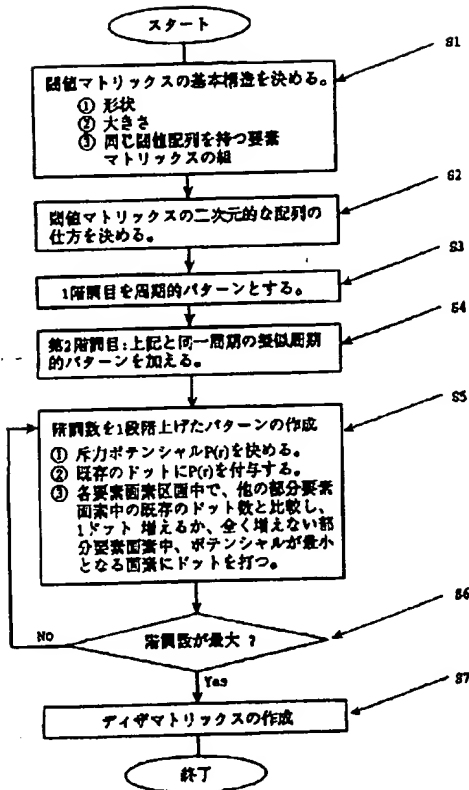 スタート
S1
閾値マトリックスの基本構造を決める。
① 形状
② 大きさ
③ 同じ閾値配列を持つ要素
マトリックスの組
S2
閾値マトリックスの二次元的な配列の
仕方を決める。
S3
1階調目を周期的パターンとする。
S4
第2階調目:上記と同一周期の擬似周期
的パターンを加える。
S5
階調数を1段階上げたパターンの作成
① 斥力ポテンシャルP(r)を決める。
② 既存のドットにP(r)を付与する。
③ 各要素画素区画中で、他の部分要素
画素中の既存のドット数と比較し、
1ドット 増えるか、全く増えない部
分要素画素中、ポテンシャルが最小
となる画素にドットを打つ。
S6
NO
階調数が最大 ?
Yes
S7
ディザマトリックスの作成
終了